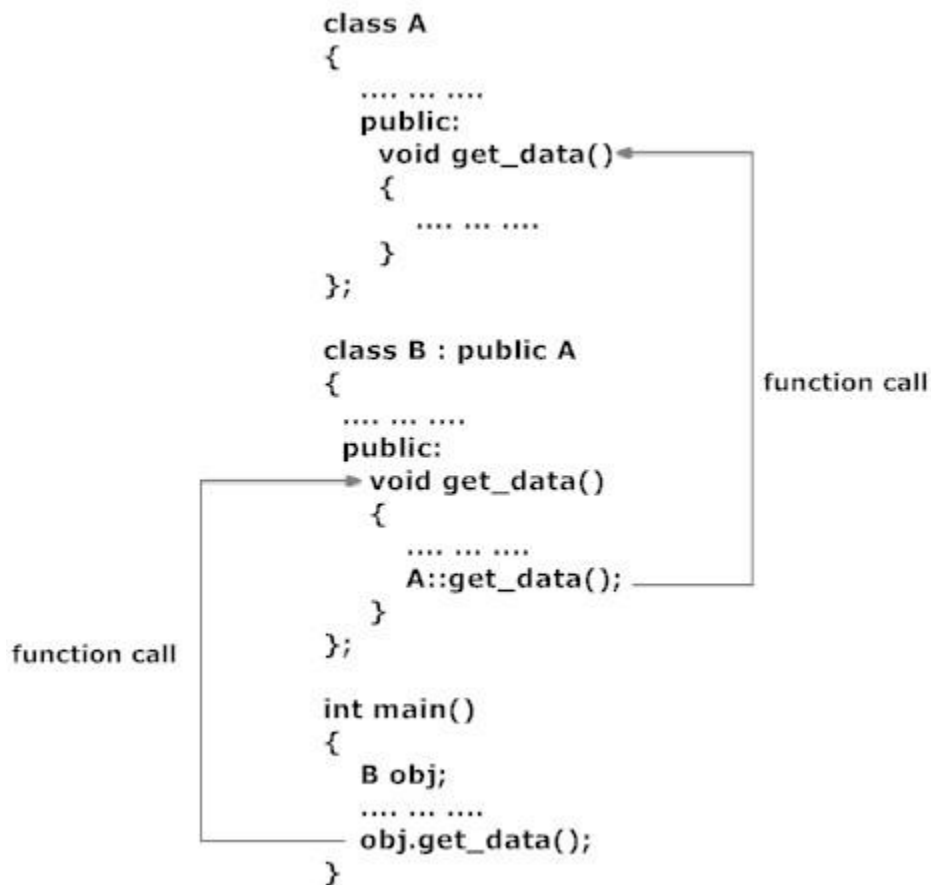 class A
{
.... ... ....
public:
void get_data()
{
.... ... ....
}
};
class B : public A
{
.... ... ....
public:
void get_data()
{
.... ... ....
A::get_data();
}
};
function call
function call
int main()
{
B obj;
.... ... ....
obj.get_data();
}